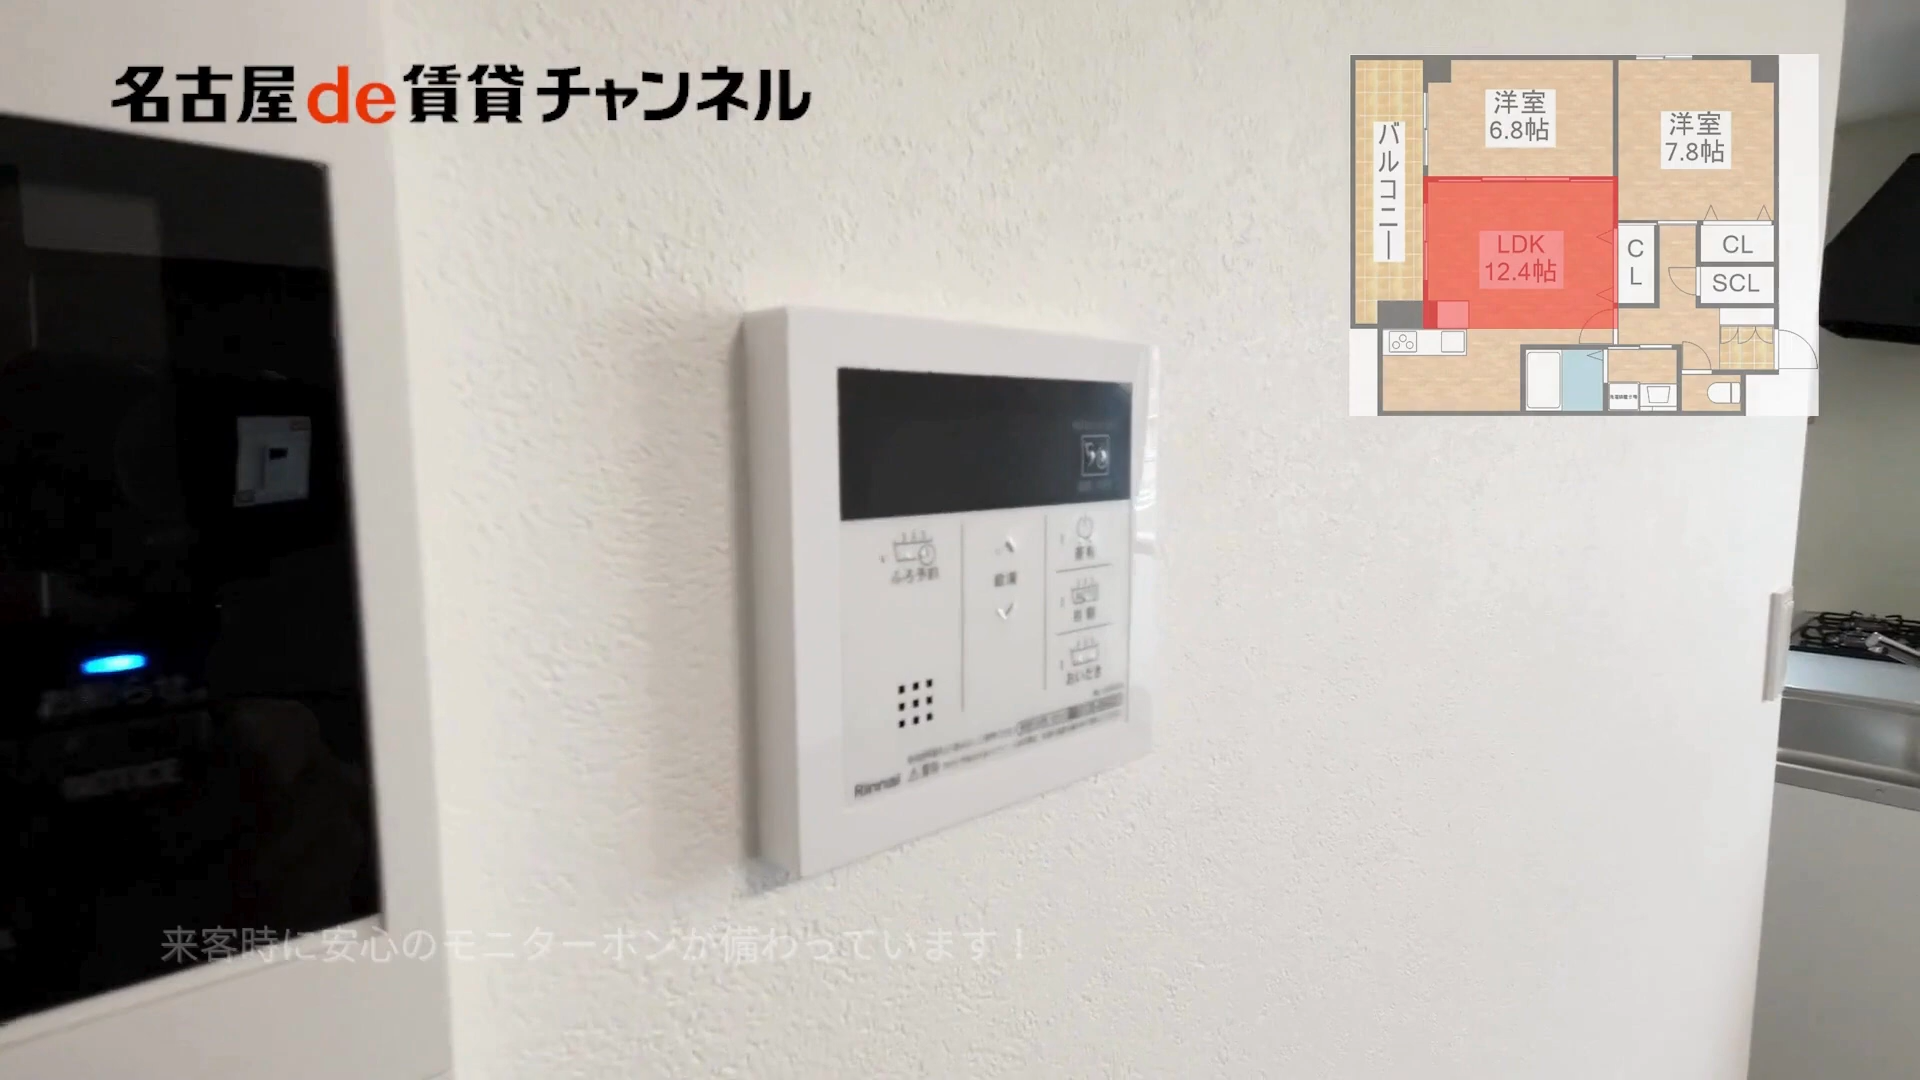 名古屋de賃貸チャンネル
洋室
6.8帖
洋室
7.8帖
バルコニー
LDK
12.4帖
CL
CL
SCL
ふろ予約
給湯
運転
自動
おいだき
Rinnai
NOTICE
来客時に安心のモニターホンが備わっています!